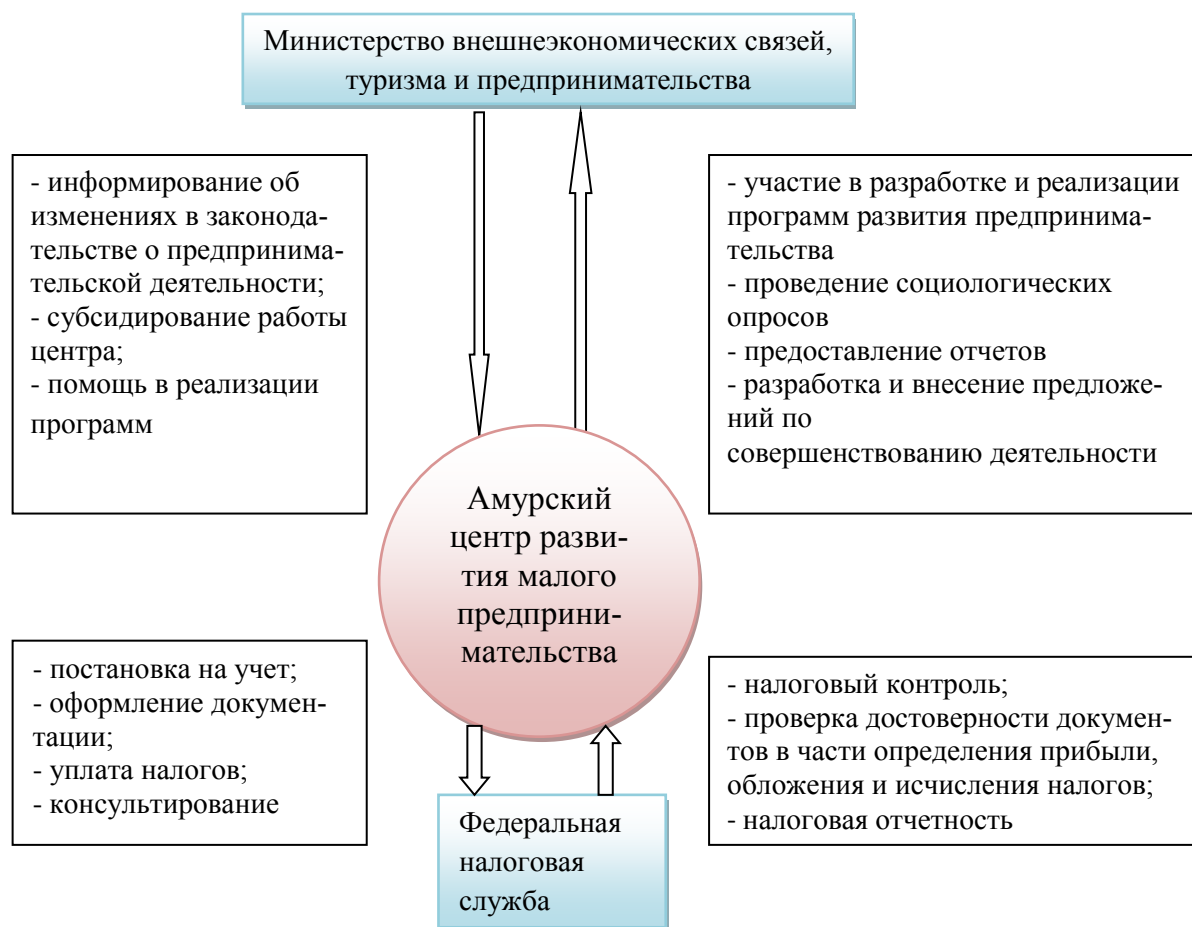 Министерство внешнеэкономических связей,
туризма и предпринимательства
- информирование об
изменениях в законода-
тельстве о предпринима-
тельской деятельности;
- субсидирование работы
центра;
- помощь в реализации
программ
- участие в разработке и реализации
программ развития предпринима-
тельства
- проведение социологических
опросов
- предоставление отчетов
- разработка и внесение предложе-
ний по
совершенствованию деятельности
Амурский
центр разви-
тия малого
предприни-
мательства
- постановка на учет;
- оформление докумен-
тации;
- уплата налогов;
- консультирование
- налоговый контроль;
- проверка достоверности докумен-
тов в части определения прибыли,
обложения и исчисления налогов;
- налоговая отчетность
Федеральная
налоговая
служба